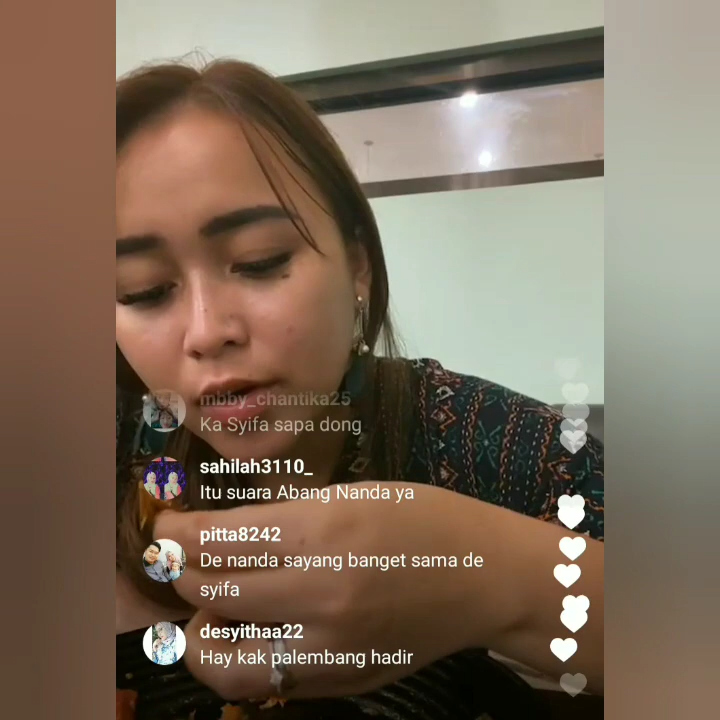 mbby_chantika25
Ka Syifa sapa dong
sahilah3110_
Itu suara Abang Nanda ya
pitta8242
De nanda sayang banget sama de
syifa
desyithaa22
Hay kak palembang hadir